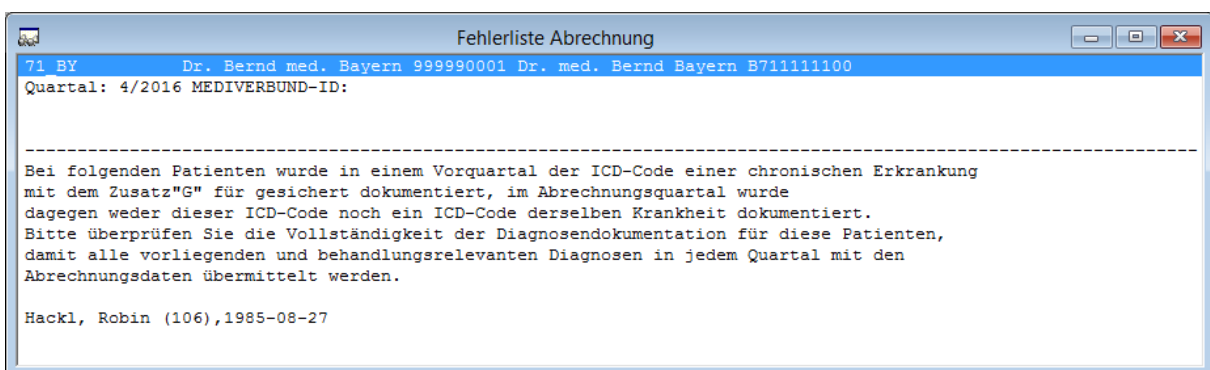 Fehlerliste Abrechnung
71_BY Dr. Bernd med. Bayern 999990001 Dr. med. Bernd Bayern B711111100
Quartal: 4/2016 MEDIVERBUND-ID:
----------------------------------------------------------------------------------------------------------------------
Bei folgenden Patienten wurde in einem Vorquartal der ICD-Code einer chronischen Erkrankung
mit dem Zusatz"G" für gesichert dokumentiert, im Abrechnungsquartal wurde
dagegen weder dieser ICD-Code noch ein ICD-Code derselben Krankheit dokumentiert.
Bitte überprüfen Sie die Vollständigkeit der Diagnosendokumentation für diese Patienten,
damit alle vorliegenden und behandlungsrelevanten Diagnosen in jedem Quartal mit den
Abrechnungsdaten übermittelt werden.
Hackl, Robin (106),1985-08-27